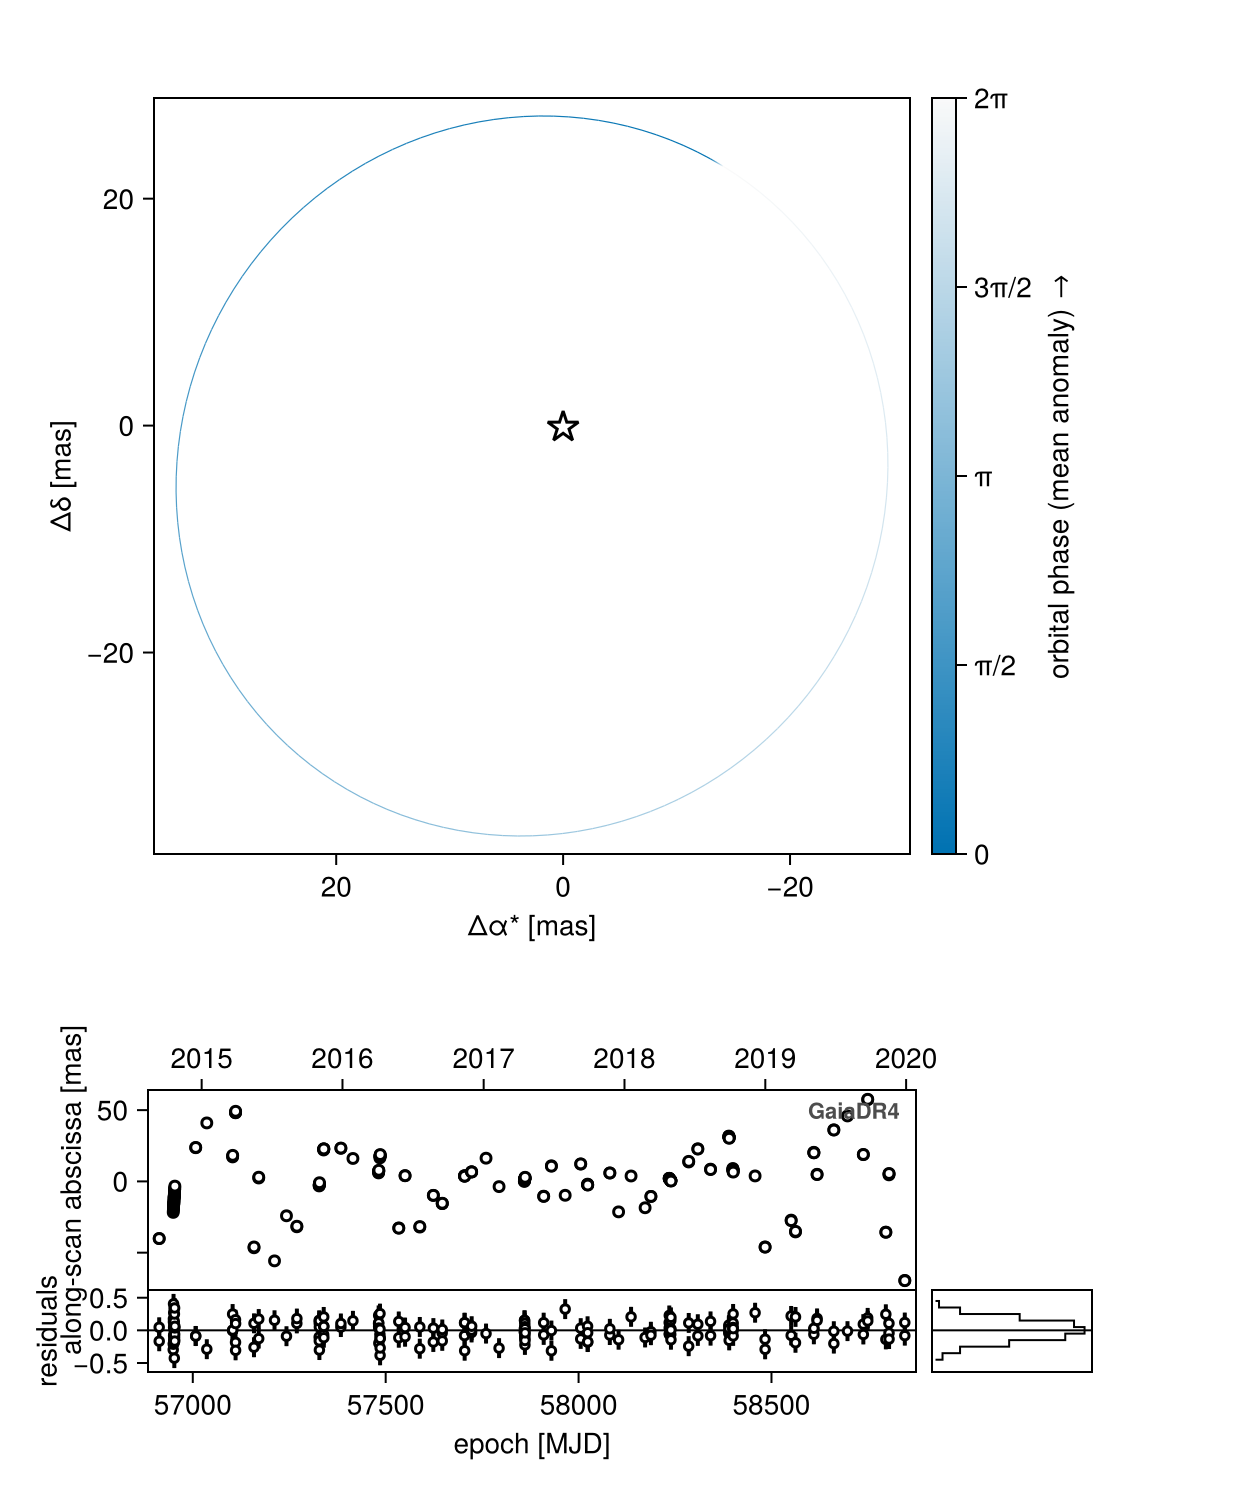 20
0
−20
Δδ [mas]
20
0
−20
Δα* [mas]
2π
3π/2
π
π/2
0
orbital phase (mean anomaly) →
2015
2016
2017
2018
2019
2020
50
0
along-scan abscissa [mas]
GaiaDR4
0.5
0.0
−0.5
residuals
57000
57500
58000
58500
epoch [MJD]